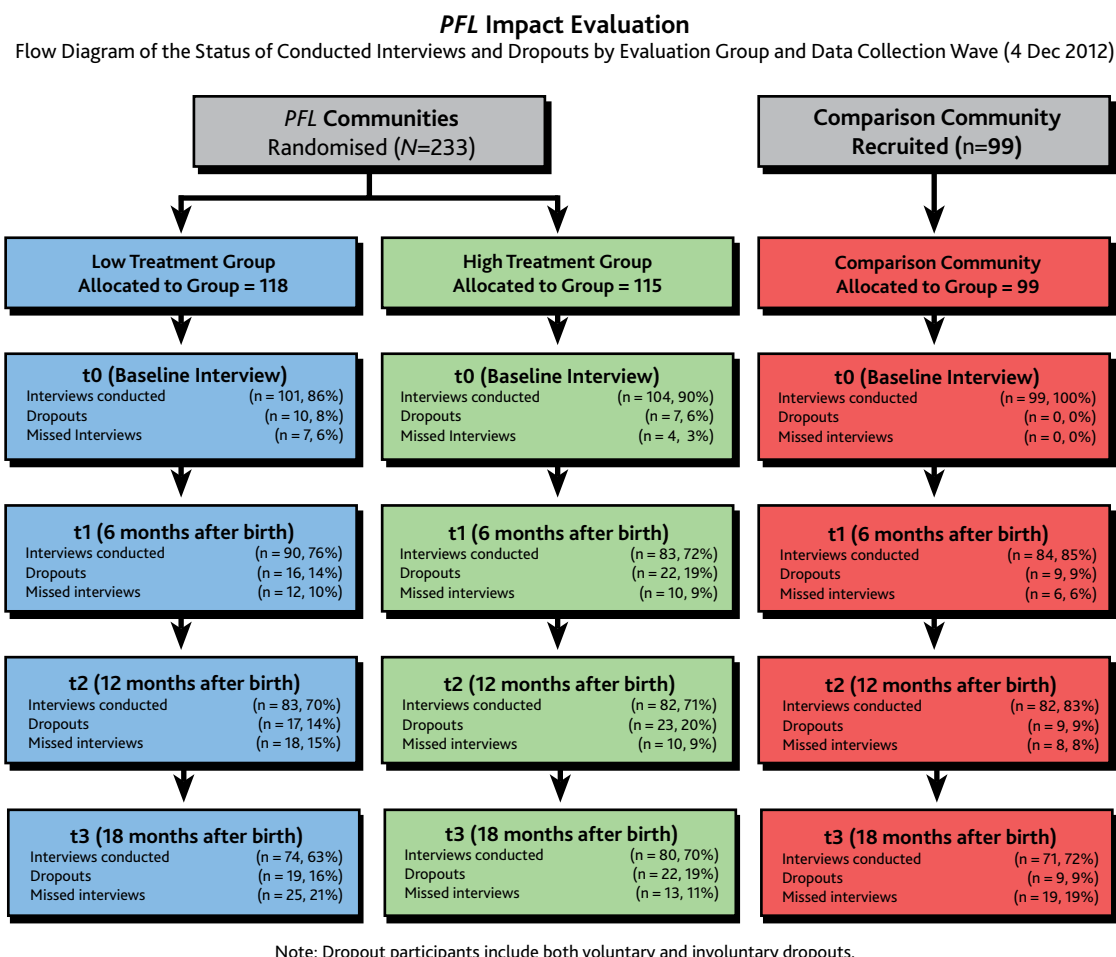 PFL Impact Evaluation
Flow Diagram of the Status of Conducted Interviews and Dropouts by Evaluation Group and Data Collection Wave (4 Dec 2012)
PFL Communities
Randomised (N=233)
Comparison Community
Recruited (n=99)
Low Treatment Group
Allocated to Group = 118
High Treatment Group
Allocated to Group = 115
Comparison Community
Allocated to Group = 99
t0 (Baseline Interview)
Interviews conducted (n = 101, 86%)
Dropouts (n = 10, 8%)
Missed Interviews (n = 7, 6%)
t0 (Baseline Interview)
Interviews conducted (n = 104, 90%)
Dropouts (n = 7, 6%)
Missed Interviews (n = 4, 3%)
t0 (Baseline Interview)
Interviews conducted (n = 99, 100%)
Dropouts (n = 0, 0%)
Missed interviews (n = 0, 0%)
t1 (6 months after birth)
Interviews conducted (n = 90, 76%)
Dropouts (n = 16, 14%)
Missed interviews (n = 12, 10%)
t1 (6 months after birth)
Interviews conducted (n = 83, 72%)
Dropouts (n = 22, 19%)
Missed interviews (n = 10, 9%)
t1 (6 months after birth)
Interviews conducted (n = 84, 85%)
Dropouts (n = 9, 9%)
Missed interviews (n = 6, 6%)
t2 (12 months after birth)
Interviews conducted (n = 83, 70%)
Dropouts (n = 17, 14%)
Missed interviews (n = 18, 15%)
t2 (12 months after birth)
Interviews conducted (n = 82, 71%)
Dropouts (n = 23, 20%)
Missed interviews (n = 10, 9%)
t2 (12 months after birth)
Interviews conducted (n = 82, 83%)
Dropouts (n = 9, 9%)
Missed interviews (n = 8, 8%)
t3 (18 months after birth)
Interviews conducted (n = 74, 63%)
Dropouts (n = 19, 16%)
Missed interviews (n = 25, 21%)
t3 (18 months after birth)
Interviews conducted (n = 80, 70%)
Dropouts (n = 22, 19%)
Missed interviews (n = 13, 11%)
t3 (18 months after birth)
Interviews conducted (n = 71, 72%)
Dropouts (n = 9, 9%)
Missed interviews (n = 19, 19%)
Note: Dropout participants include both voluntary and involuntary dropouts.